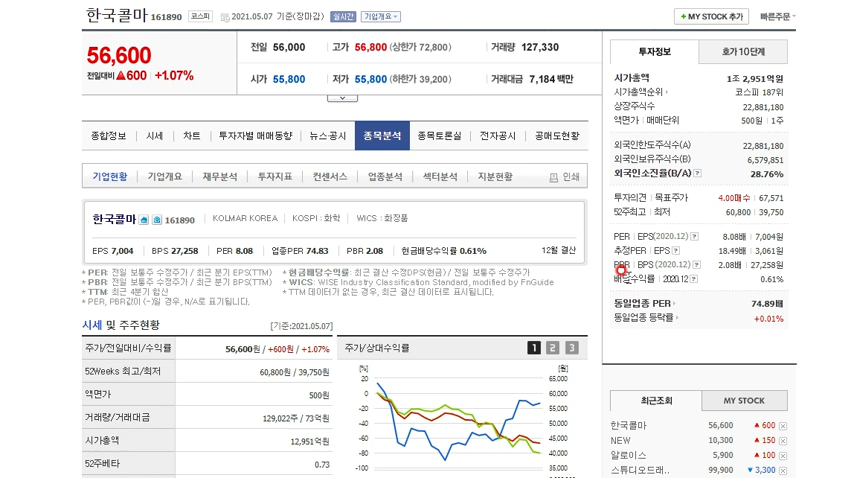 한국콜마 161890 코스피 2021.05.07 기준(장마감) 실시간 기업개요
+ MY STOCK 추가 빠른주문
56,600
전일대비 ▲600 +1.07%
전일 56,000 고가 56,800 (상한가 72,800) 거래량 127,330
시가 55,800 저가 55,800 (하한가 39,200) 거래대금 7,184 백만
종합정보 시세 차트 투자자별 매매동향 뉴스·공시 종목분석 종목토론실 전자공시 공매도현황
기업현황 기업개요 재무분석 투자지표 컨센서스 업종분석 섹터분석 지분현황 인쇄
한국콜마 161890 KOLMAR KOREA KOSPI : 화학 WICS : 화장품
EPS 7,004 BPS 27,258 PER 8.08 업종PER 74.83 PBR 2.08 현금배당수익률 0.61% 12월 결산
* PER: 전일 보통주 수정주가 / 최근 분기 EPS(TTM) * 현금배당수익률: 최근 결산 수정DPS(현금) / 전일 보통주 수정주가
* PBR: 전일 보통주 수정주가 / 최근 분기 BPS(TTM) * WICS: WISE Industry Classification Standard, modified by FnGuide
* TTM: 최근 4분기 합산 * TTM 데이터가 없는 경우, 최근 결산 데이터로 표시됩니다.
* PER, PBR값이 (-)일 경우, N/A로 표기됩니다.
시세 및 주주현황 [기준:2021.05.07]
주가/전일대비/수익률 56,600원 / +600원 / +1.07%
52Weeks 최고/최저 60,800원 / 39,750원
액면가 500원
거래량/거래대금 129,022주 / 73억원
시가총액 12,951억원
52주베타 0.73
주가/상대수익률 1 2 3
[%] [원]
20 65,000
0 60,000
-20 55,000
-40 50,000
-60 45,000
-80 40,000
-100 35,000
투자정보 호가 10단계
시가총액 1조 2,951억원
시가총액순위 코스피 187위
상장주식수 22,881,180
액면가 매매단위 500원 1주
외국인한도주식수(A) 22,881,180
외국인보유주식수(B) 6,579,851
외국인소진율(B/A) ? 28.76%
투자의견 목표주가 4.00매수 67,571
52주최고 최저 60,800 39,750
PER EPS(2020.12) ? 8.08배 7,004원
추정PER EPS ? 18.49배 3,061원
PBR BPS (2020.12) ? 2.08배 27,258원
배당수익률 2020.12 ? 0.61%
동일업종 PER 74.89배
동일업종 등락률 +0.01%
최근조회 MY STOCK
한국콜마 56,600 ▲ 600
NEW 10,300 ▲ 150
알로이스 5,900 ▲ 100
스튜디오드래.. 99,900 ▼ 3,300